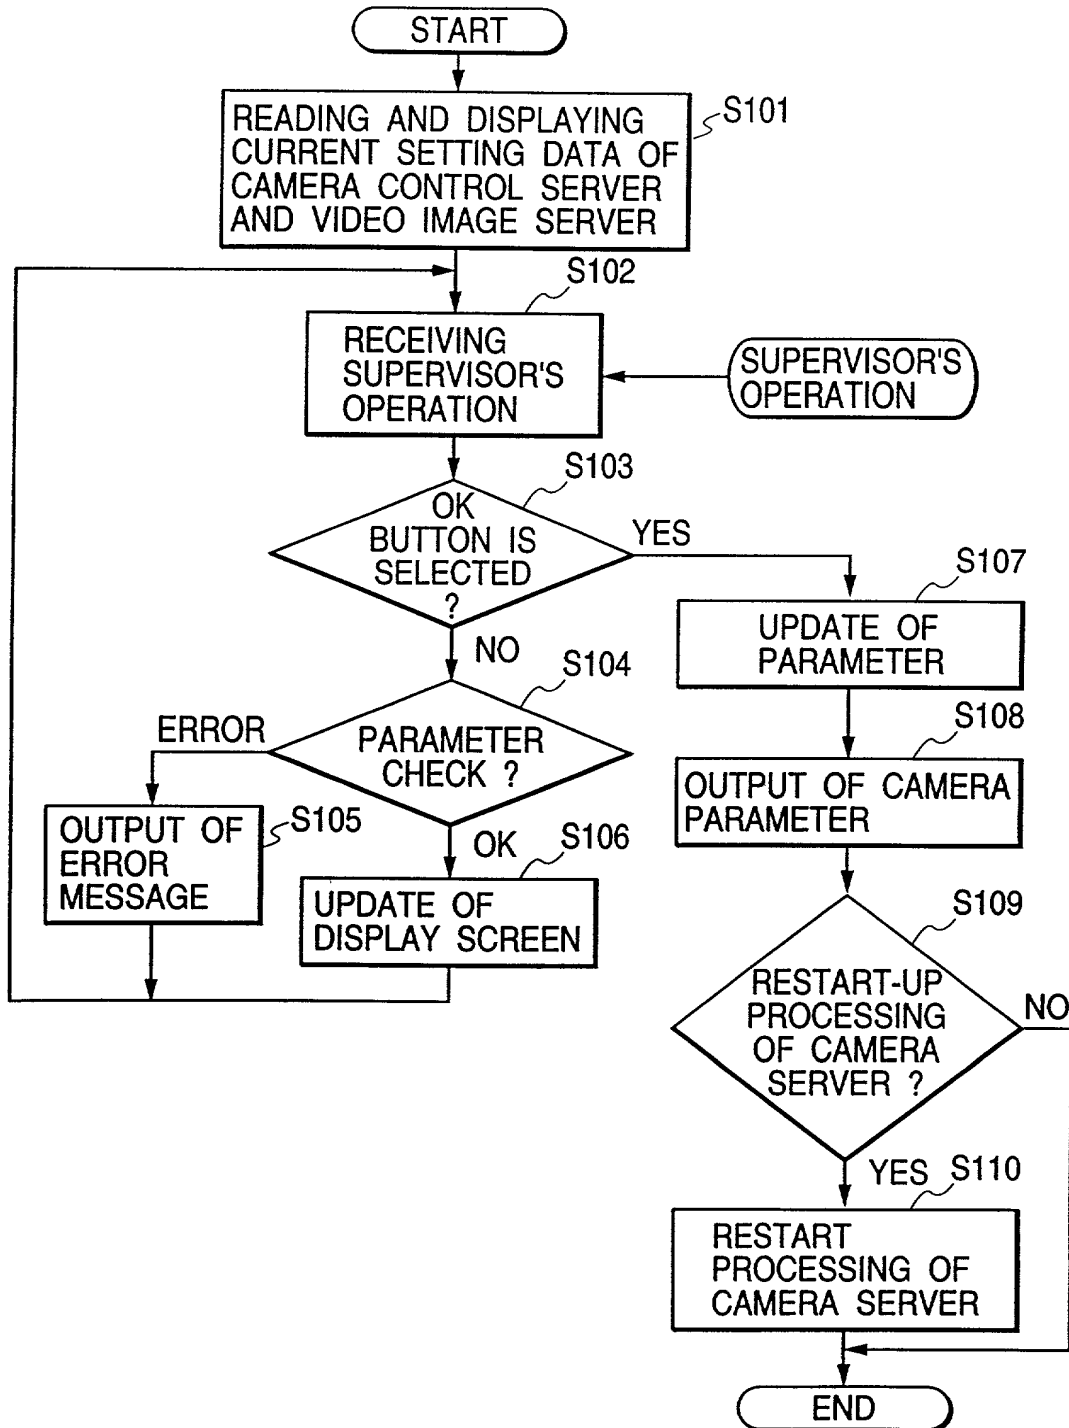 START
READING AND DISPLAYING
CURRENT SETTING DATA OF
CAMERA CONTROL SERVER
AND VIDEO IMAGE SERVER
S101
S102
RECEIVING
SUPERVISOR'S
OPERATION
SUPERVISOR'S
OPERATION
S103
OK
BUTTON IS
SELECTED
?
YES
NO
S107
UPDATE OF
PARAMETER
S104
PARAMETER
CHECK ?
ERROR
S108
OUTPUT OF CAMERA
PARAMETER
OUTPUT OF
ERROR
MESSAGE
S105
OK
S106
UPDATE OF
DISPLAY SCREEN
S109
RESTART-UP
PROCESSING
OF CAMERA
SERVER ?
NO
YES
S110
RESTART
PROCESSING OF
CAMERA SERVER
END